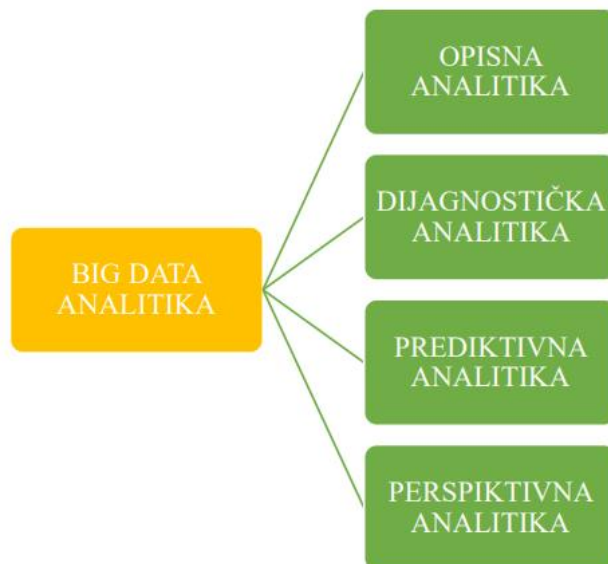 OPISNA
ANALITIKA
DIJAGNOSTIČKA
ANALITIKA
BIG DATA
ANALITIKA
PREDIKTIVNA
ANALITIKA
PERSPIKTIVNA
ANALITIKA